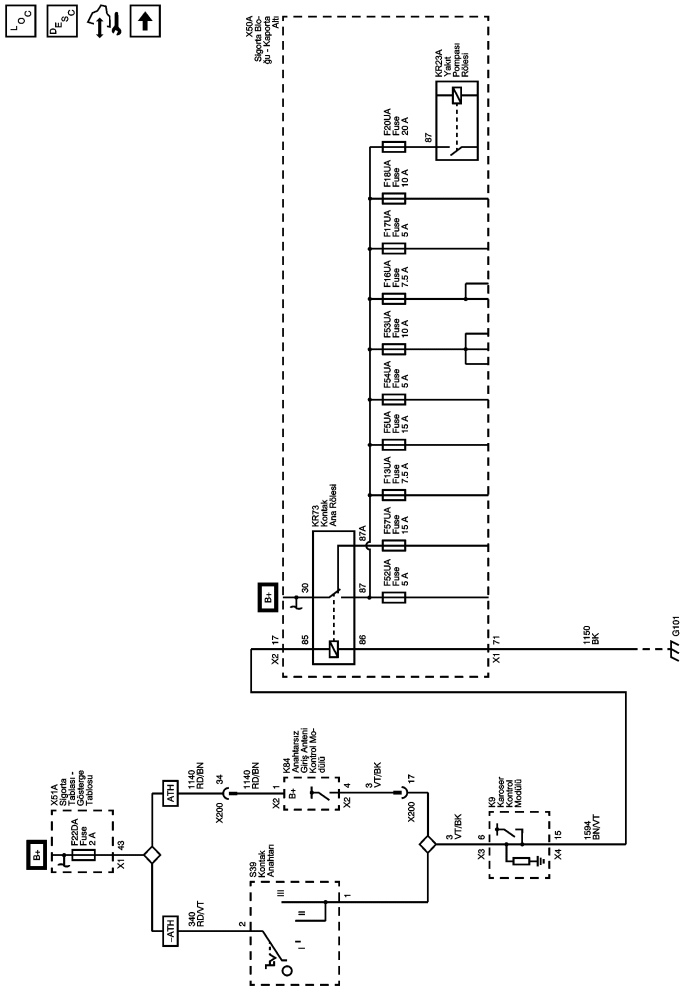 LOC
DESC
X50A
Sigorta Blo-
ğu - Kaporta
Altı
KR23A
Yakıt
Pompası
Rölesi
87
F20UA
Fuse
20 A
F18UA
Fuse
10 A
F17UA
Fuse
5 A
F16UA
Fuse
7.5 A
F53UA
Fuse
10 A
F54UA
Fuse
5 A
F5UA
Fuse
15 A
F13UA
Fuse
7.5 A
F57UA
Fuse
15 A
F52UA
Fuse
5 A
KR73
Kontak
Ana Rölesi
87A
B+
30
87
X2
17
85
86
X1
71
1150
BK
G101
X51A
Sigorta
Tablası -
Gösterge
Tablosu
B+
F22DA
Fuse
2 A
X1
43
ATH
1140
RD/BN
X200
34
1140
RD/BN
X2
1
K84
Anahtarsız
Giriş Anteni
Kontrol Mo-
dülü
B+
X2
4
3
VT/BK
X200
17
-ATH
340
RD/VT
2
S39
Kontak
Anahtarı
III
II
I
1
3
VT/BK
X3
6
K9
Karoser
Kontrol
Modülü
X4
15
1594
BN/VT